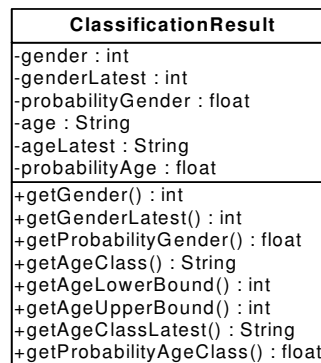 ClassificationResult
-gender : int
-genderLatest : int
-probabilityGender : float
-age : String
-ageLatest : String
-probabilityAge : float
+getGender() : int
+getGenderLatest() : int
+getProbabilityGender() : float
+getAgeClass() : String
+getAgeLowerBound() : int
+getAgeUpperBound() : int
+getAgeClassLatest() : String
+getProbabilityAgeClass() : float